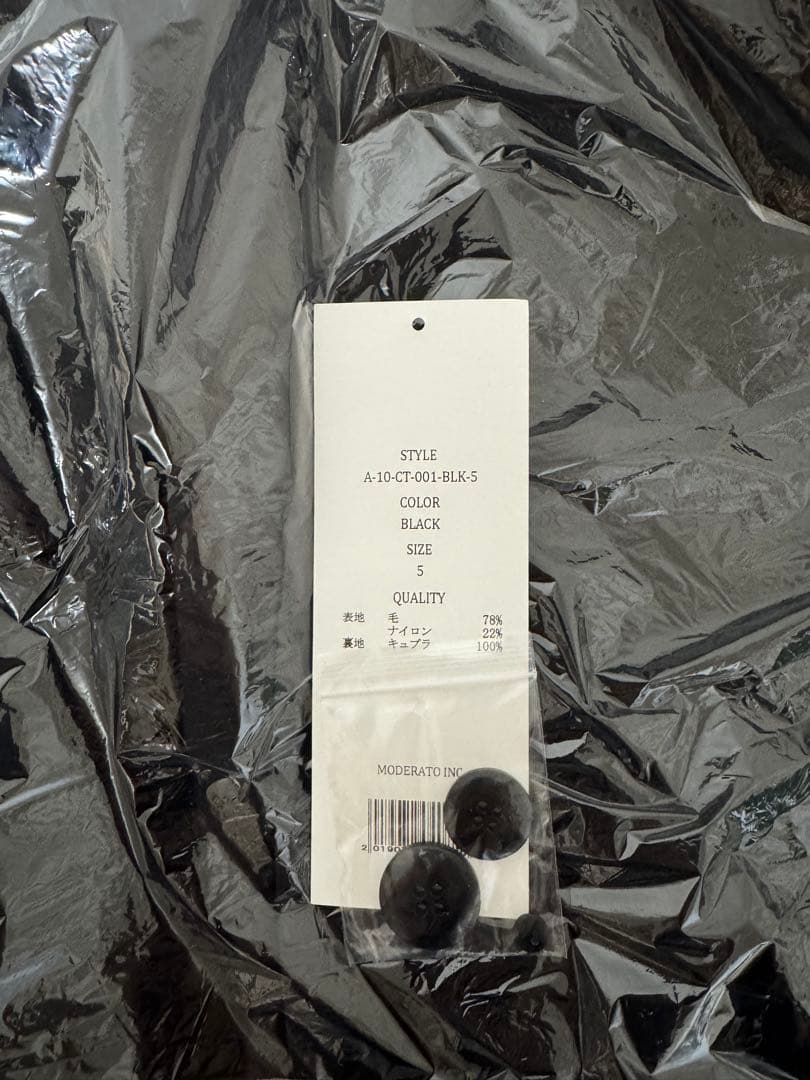 STYLE
A-10-CT-001-BLK-5
COLOR
BLACK
SIZE
5
QUALITY
表地 毛 78%
ナイロン 22%
裏地 キュプラ 100%
MODERATO INC